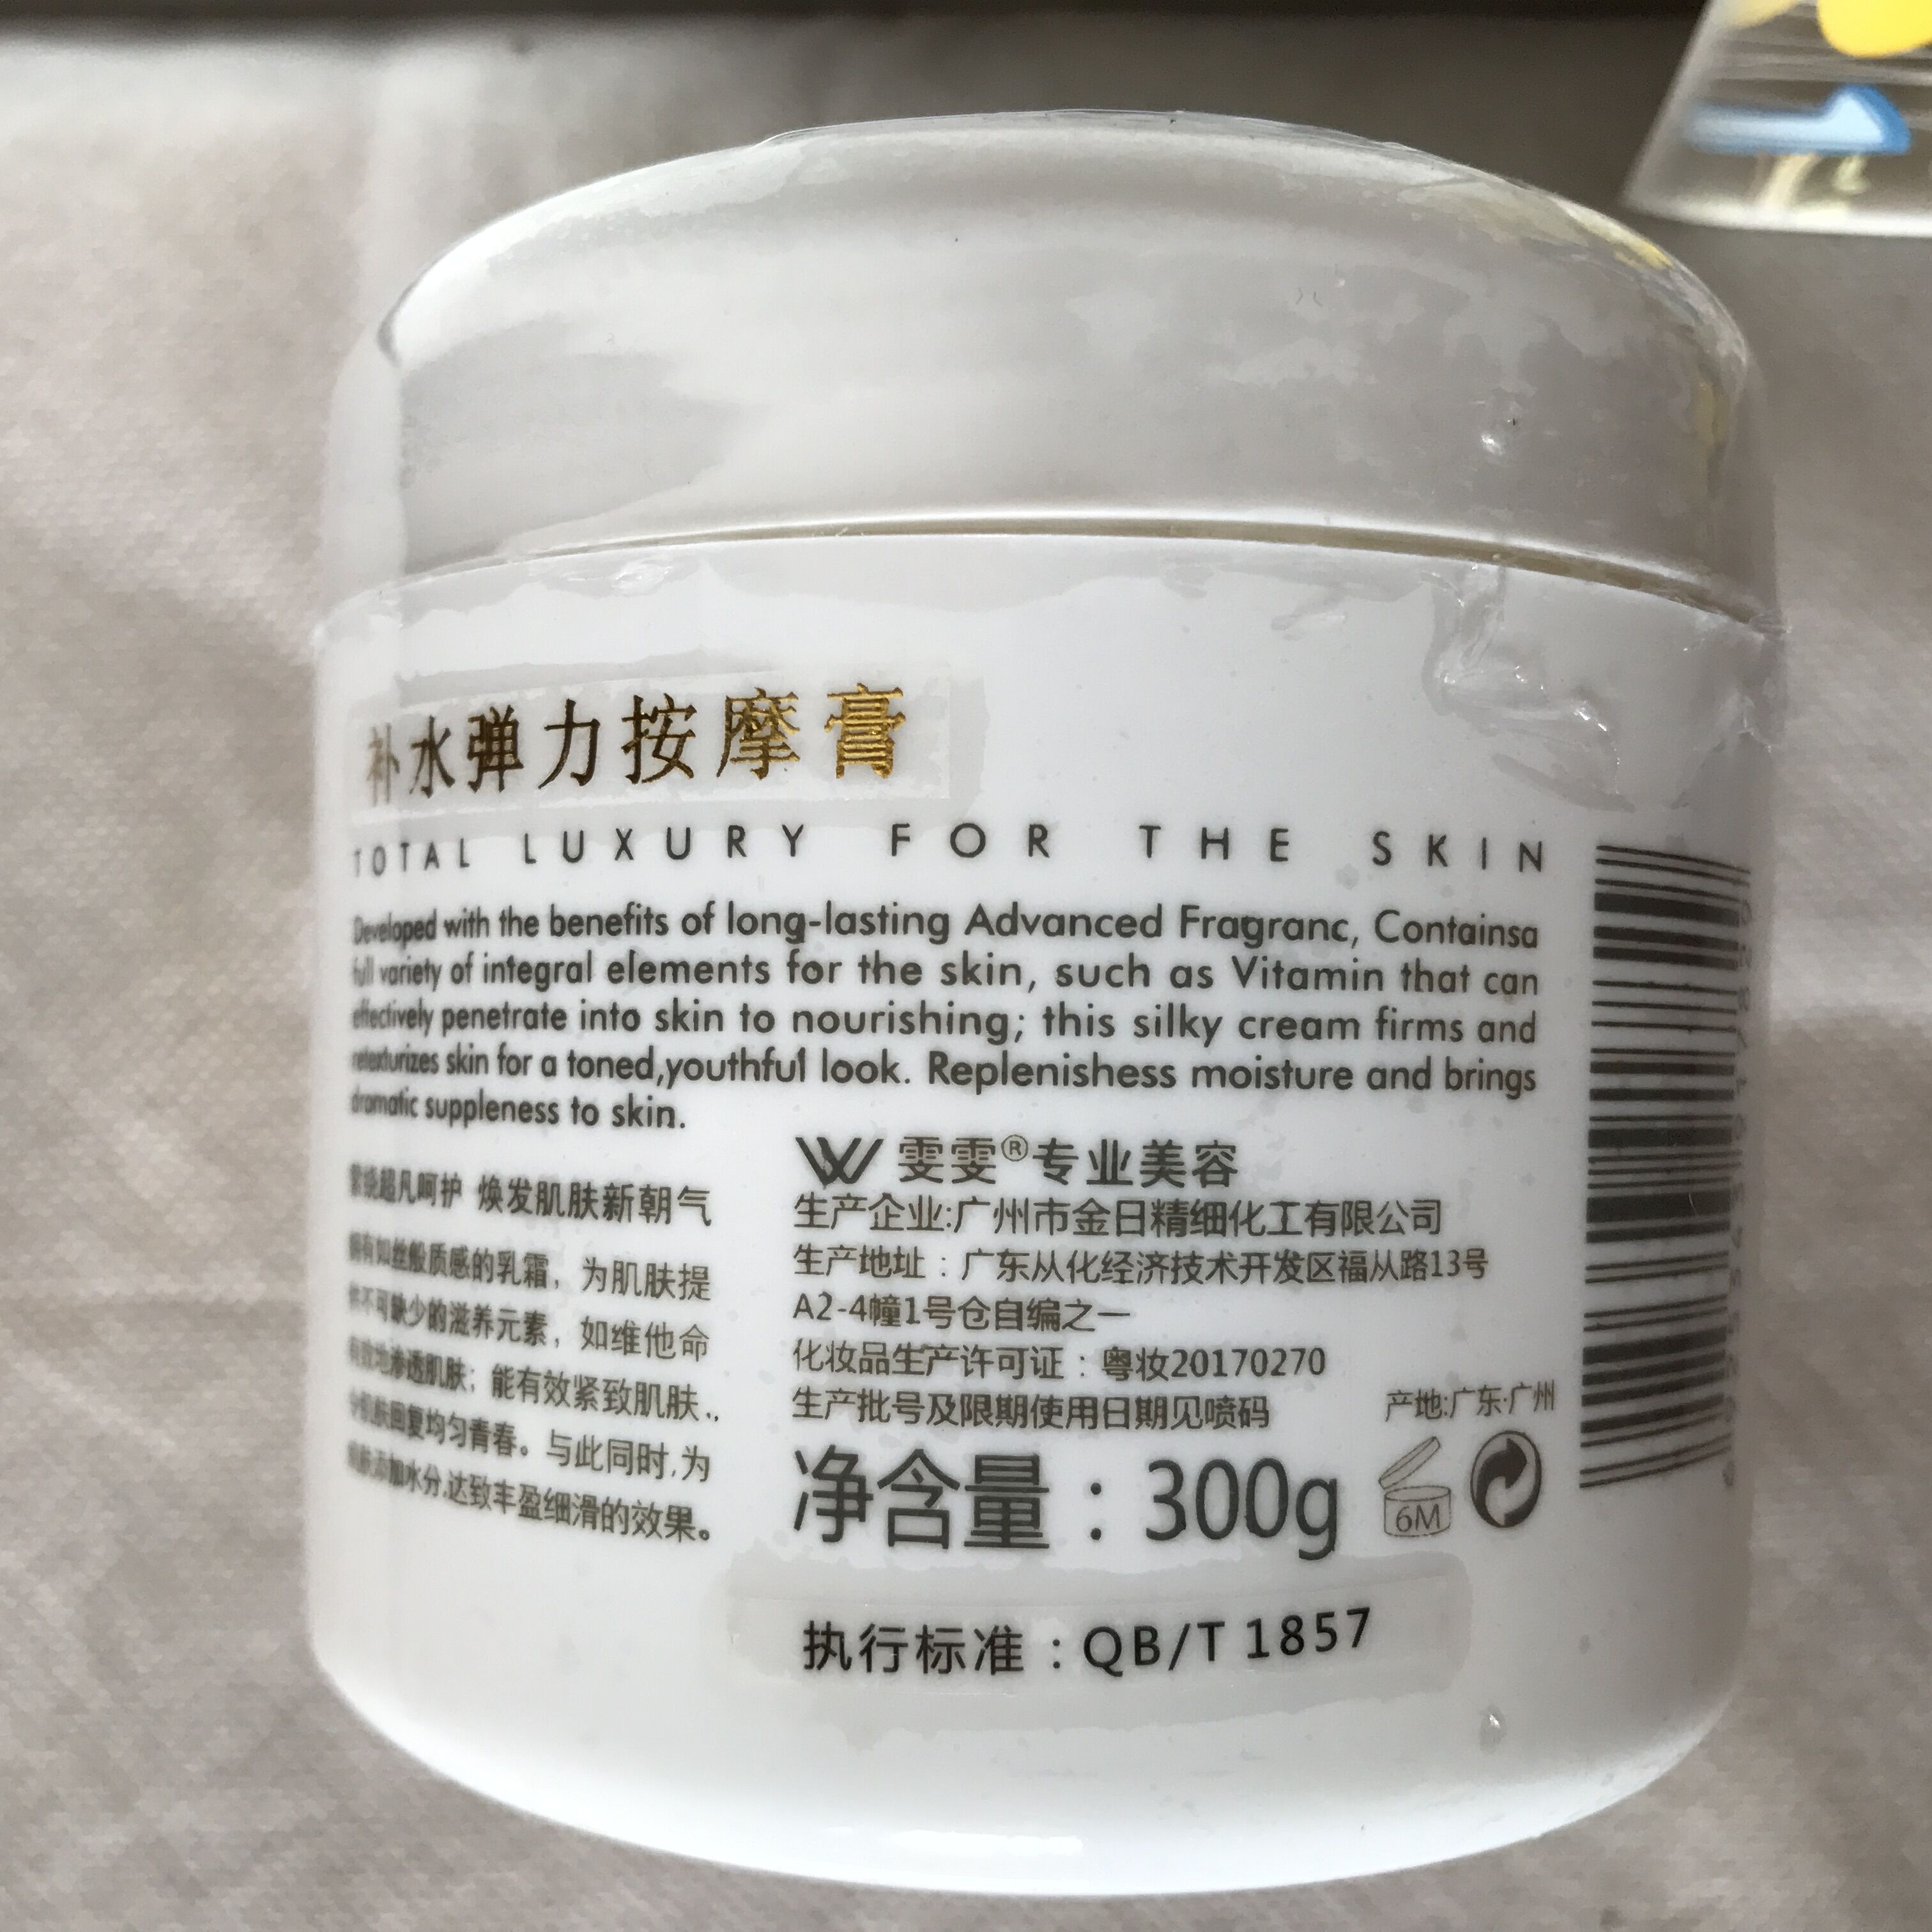 补水弹力按摩膏
TOTAL LUXURY FOR THE SKIN
Developed with the benefits of long-lasting Advanced Fragranc, Containsa
full variety of integral elements for the skin, such as Vitamin that can
effectively penetrate into skin to nourishing; this silky cream firms and
retexturizes skin for a toned,youthful look. Replenishess moisture and brings
dramatic suppleness to skin.
超凡呵护 焕发肌肤新朝气
拥有如丝般质感的乳霜，为肌肤提
供不可缺少的滋养元素，如维他命
有效地渗透肌肤；能有效紧致肌肤.,
肌肤回复均匀青春。与此同时,为
肌肤添加水分,达致丰盈细滑的效果。
W 雯雯®专业美容
生产企业:广州市金日精细化工有限公司
生产地址：广东从化经济技术开发区福从路13号
A2-4幢1号仓自编之一
化妆品生产许可证：粤妆20170270
生产批号及限期使用日期见喷码
产地:广东·广州
净含量：300g
6M
执行标准：QB/T 1857